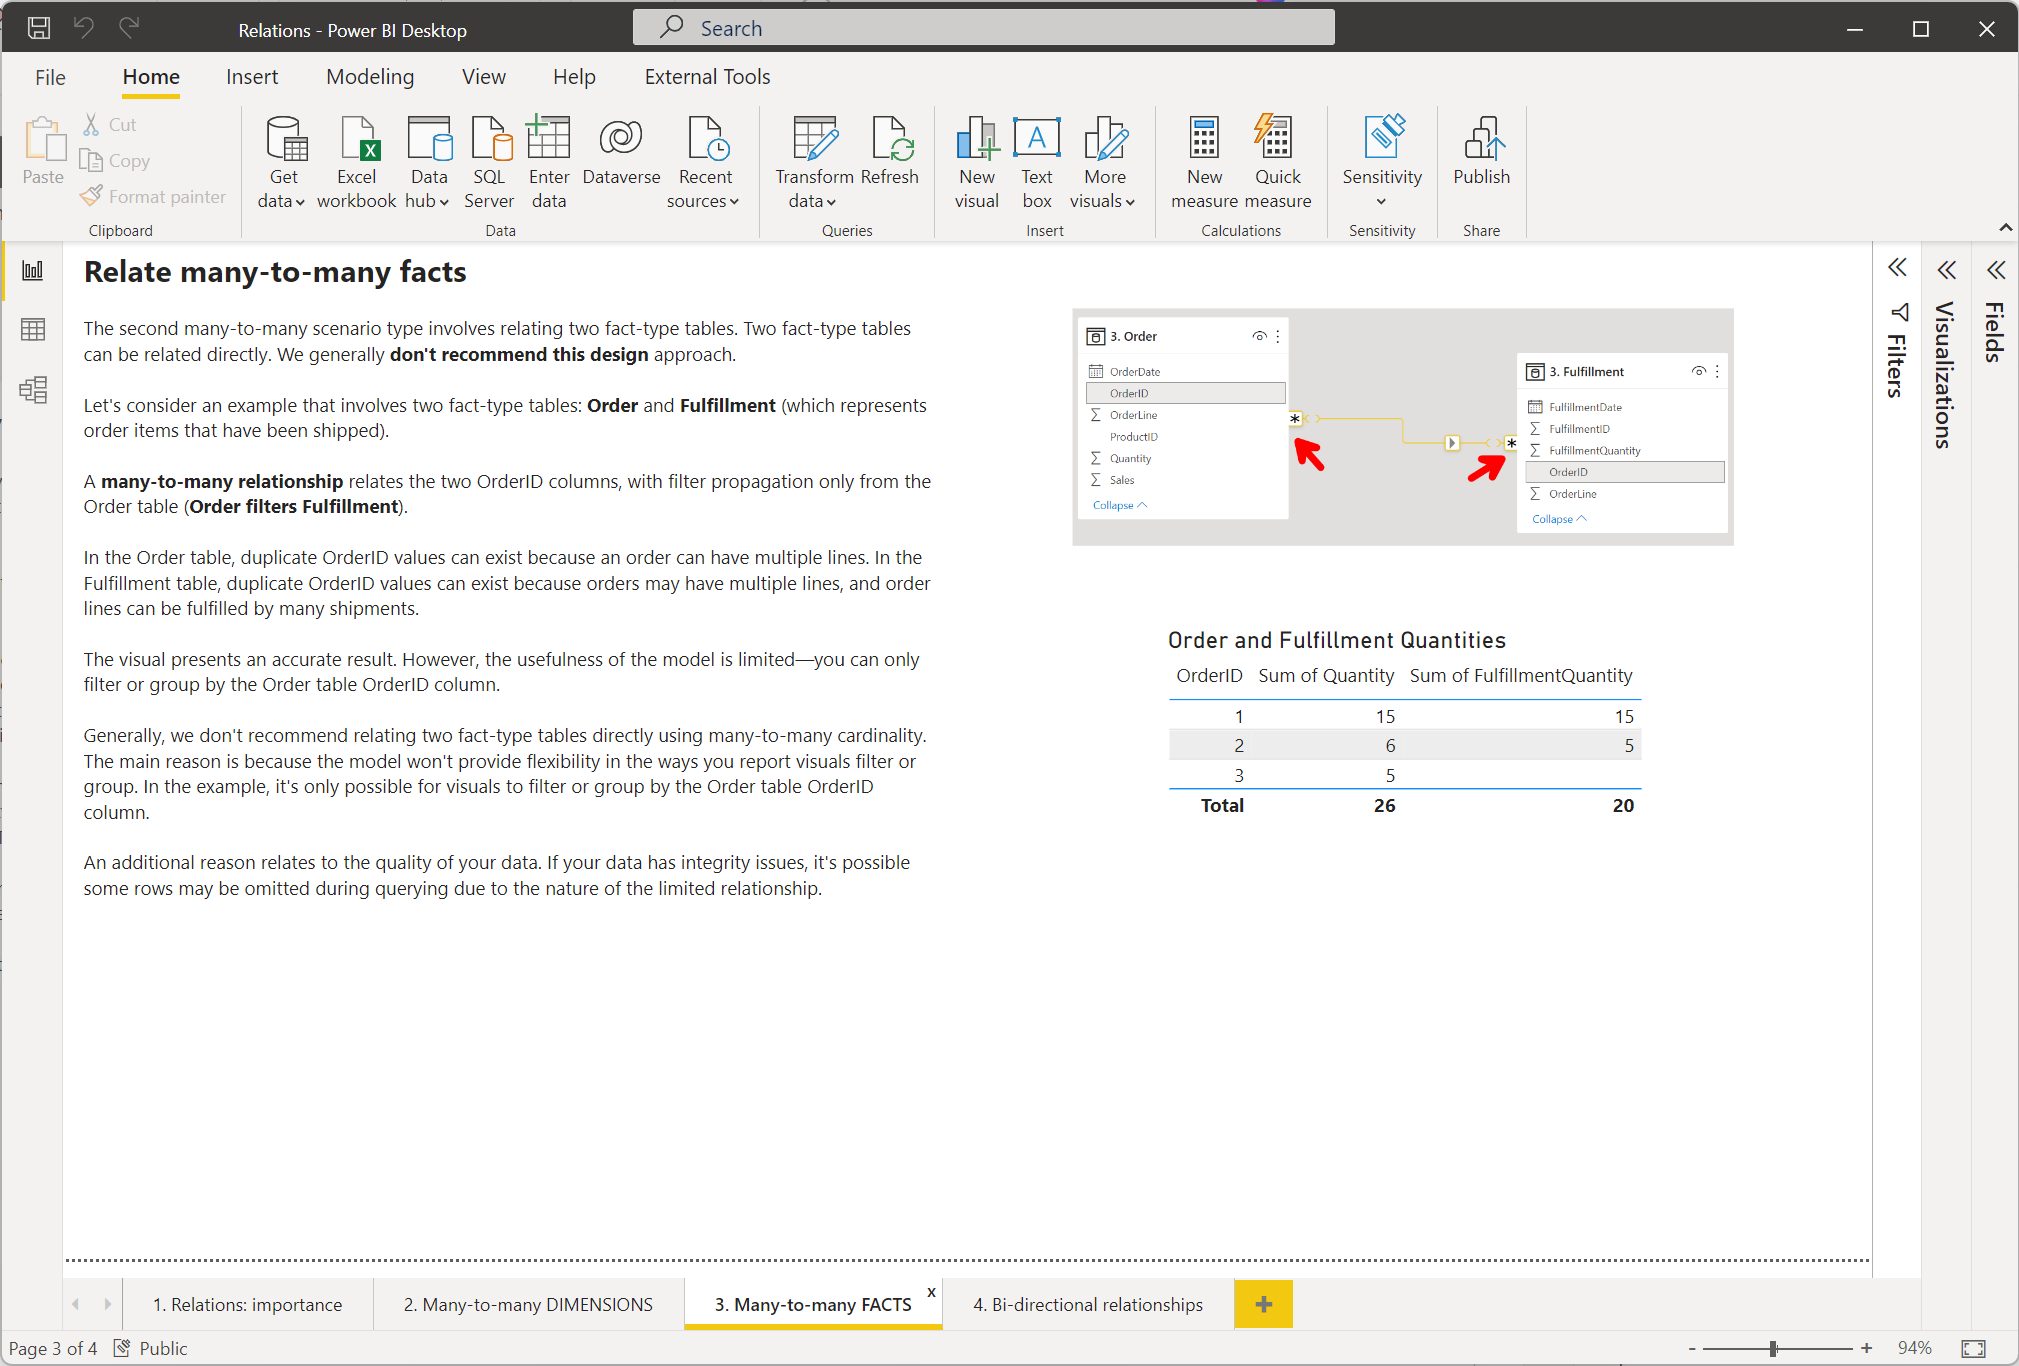 Relations - Power BI Desktop
Search
File
Home
Insert
Modeling
View
Help
External Tools
Paste
Cut
Copy
Format painter
Clipboard
Get data
Excel workbook
Data hub
SQL Server
Enter data
Dataverse
Recent sources
Data
Transform data
Refresh
Queries
New visual
Text box
More visuals
Insert
New measure
Quick measure
Calculations
Sensitivity
Sensitivity
Publish
Share
Relate many-to-many facts
The second many-to-many scenario type involves relating two fact-type tables. Two fact-type tables
can be related directly. We generally don't recommend this design approach.
Let's consider an example that involves two fact-type tables: Order and Fulfillment (which represents
order items that have been shipped).
A many-to-many relationship relates the two OrderID columns, with filter propagation only from the
Order table (Order filters Fulfillment).
In the Order table, duplicate OrderID values can exist because an order can have multiple lines. In the
Fulfillment table, duplicate OrderID values can exist because orders may have multiple lines, and order
lines can be fulfilled by many shipments.
The visual presents an accurate result. However, the usefulness of the model is limited—you can only
filter or group by the Order table OrderID column.
Generally, we don't recommend relating two fact-type tables directly using many-to-many cardinality.
The main reason is because the model won't provide flexibility in the ways you report visuals filter or
group. In the example, it's only possible for visuals to filter or group by the Order table OrderID
column.
An additional reason relates to the quality of your data. If your data has integrity issues, it's possible
some rows may be omitted during querying due to the nature of the limited relationship.
3. Order
OrderDate
OrderID
OrderLine
ProductID
Quantity
Sales
Collapse
*
*
3. Fulfillment
FulfillmentDate
FulfillmentID
FulfillmentQuantity
OrderID
OrderLine
Collapse
Order and Fulfillment Quantities
OrderID Sum of Quantity Sum of FulfillmentQuantity
1 15 15
2 6 5
3 5
Total 26 20
Filters
Visualizations
Fields
1. Relations: importance
2. Many-to-many DIMENSIONS
3. Many-to-many FACTS
x
4. Bi-directional relationships
+
Page 3 of 4
Public
- + 94%